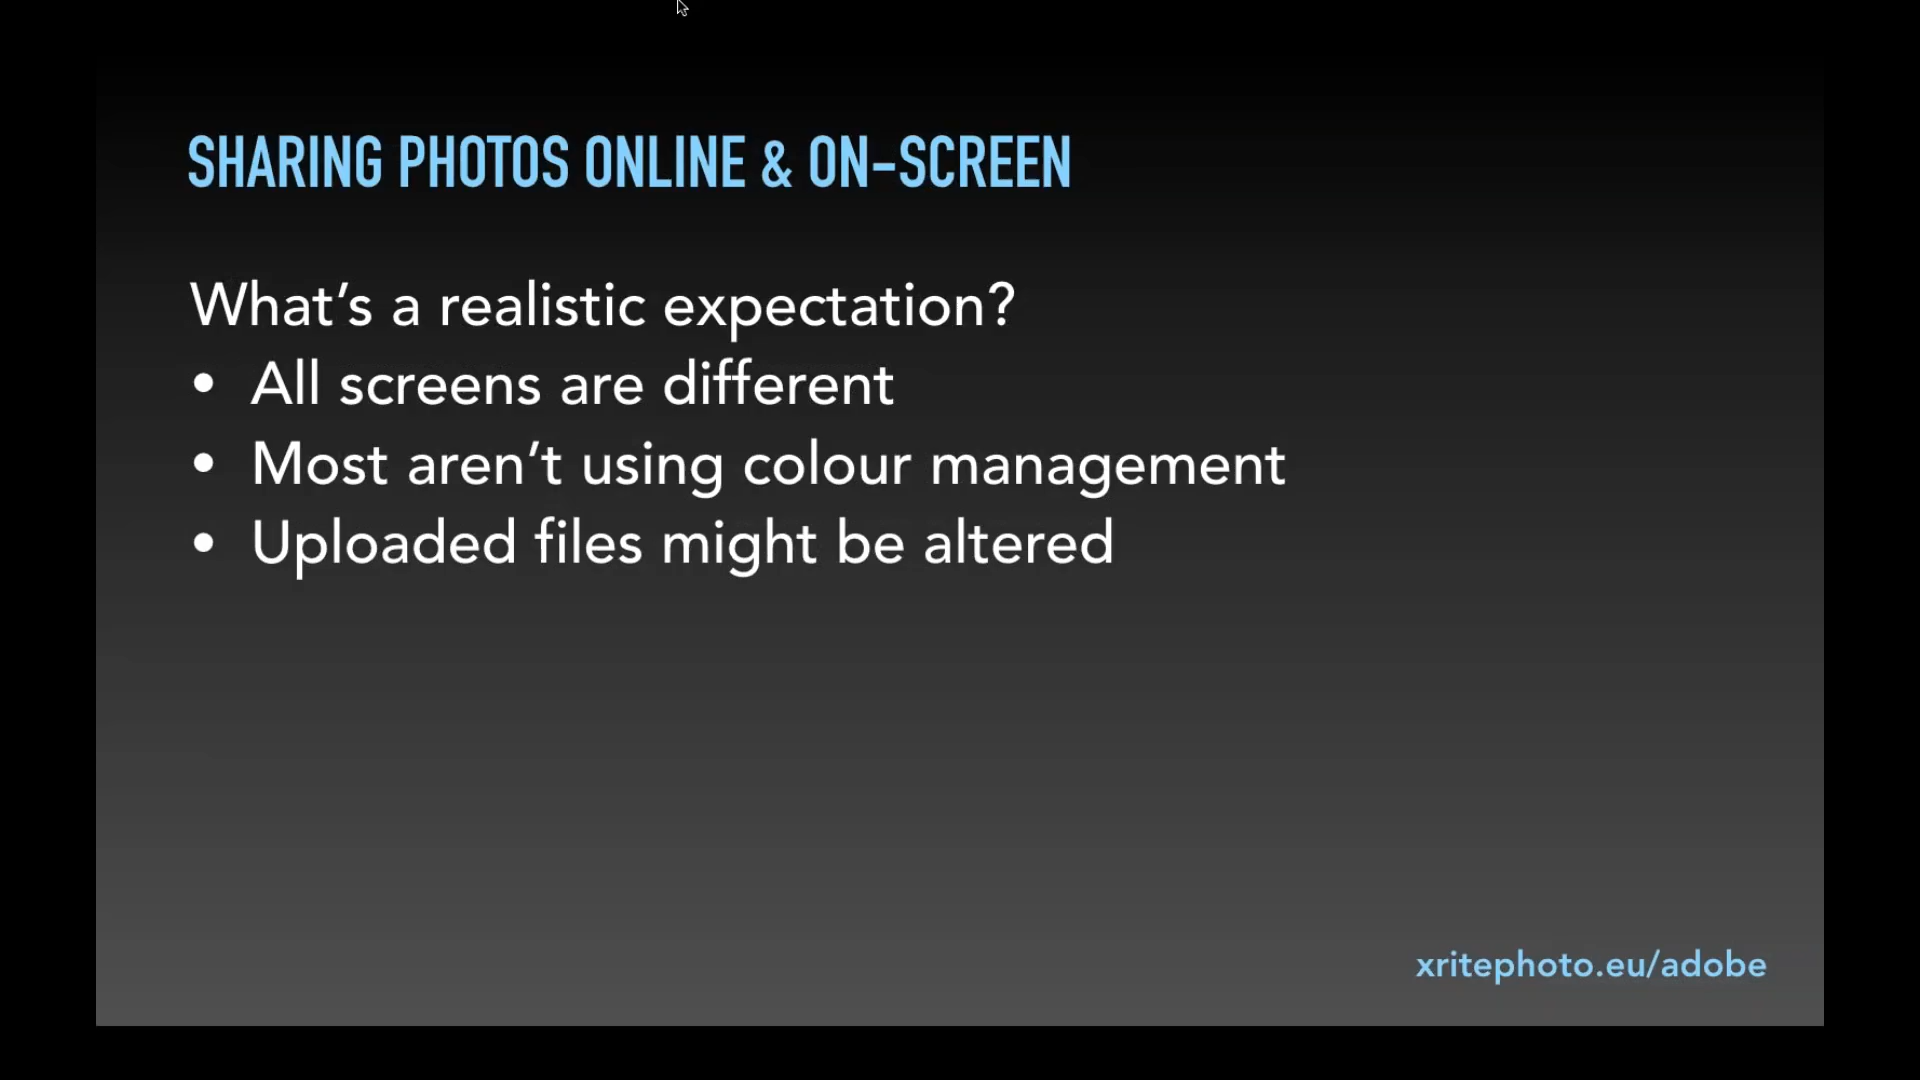 SHARING PHOTOS ONLINE & ON-SCREEN
What’s a realistic expectation?
• All screens are different
• Most aren’t using colour management
• Uploaded files might be altered
xritephoto.eu/adobe